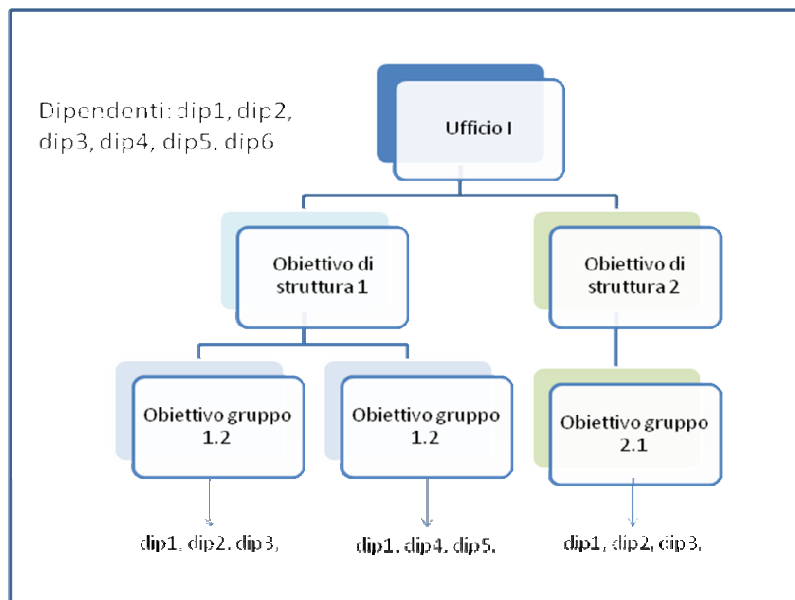 Dipendenti: dip1, dip2,
dip3, dip4, dip5, dip6
Ufficio I
Obiettivo di
struttura 1
Obiettivo di
struttura 2
Obiettivo gruppo
1.2
Obiettivo gruppo
1.2
Obiettivo gruppo
2.1
dip1, dip2, dip3,
dip1, dip4, dip5,
dip1, dip2, dip3,